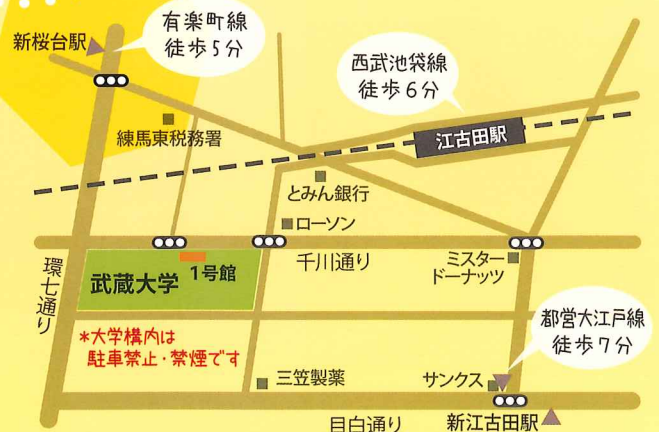 有楽町線
徒歩5分
新桜台駅
西武池袋線
徒歩6分
練馬東税務署
江古田駅
とみん銀行
ローソン
千川通り
ミスター
ドーナッツ
環七通り
武蔵大学
1号館
*大学構内は
駐車禁止・禁煙です
都営大江戸線
徒歩7分
三笠製薬
サンクス
目白通り
新江古田駅